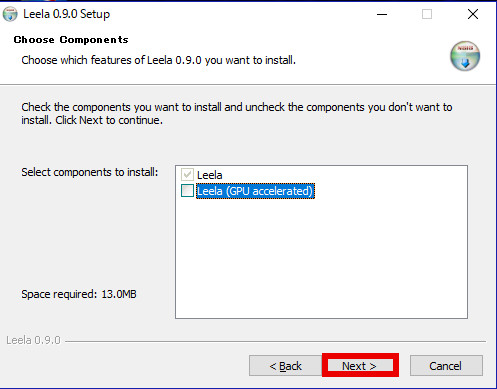 Leela 0.9.0 Setup
Choose Components
Choose which features of Leela 0.9.0 you want to install.
Check the components you want to install and uncheck the components you don't want to
install. Click Next to continue.
Select components to install:
Leela
Leela (GPU accelerated)
Space required: 13.0MB
Leela 0.9.0
< Back
Next >
Cancel